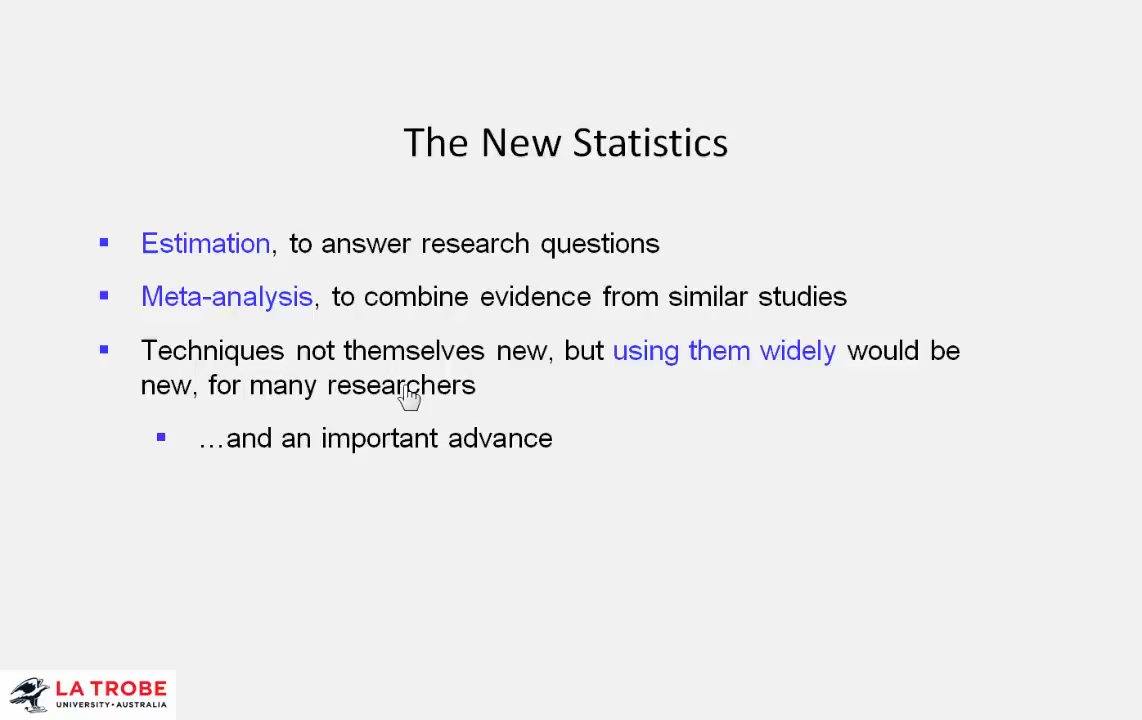 The New Statistics
Estimation, to answer research questions
Meta-analysis, to combine evidence from similar studies
Techniques not themselves new, but using them widely would be
new, for many researchers
…and an important advance
LA TROBE
UNIVERSITY • AUSTRALIA